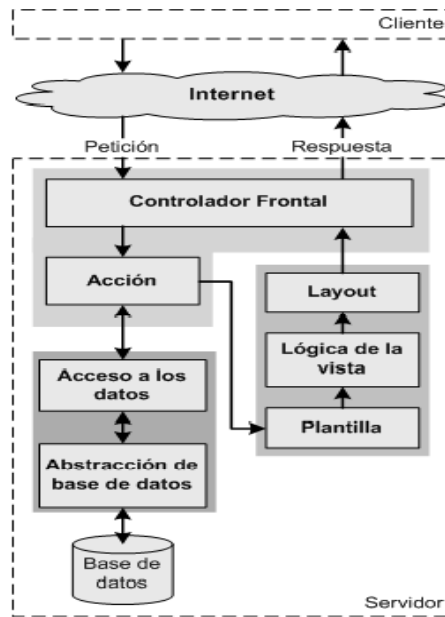 Cliente
Internet
Petición
Respuesta
Controlador Frontal
Acción
Layout
Lógica de la
vista
Acceso a los
datos
Plantilla
Abstracción de
base de datos
Base de
datos
Servidor